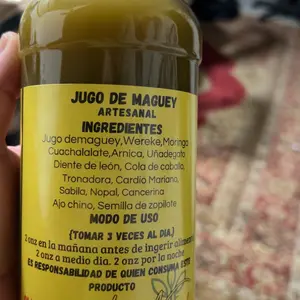 JUGO DE MAGUEY
ARTESANAL
INGREDIENTES
Jugo demaguey,Wereke,Moringa
Cuachalalate,Arnica, Uñadegato
Diente de león, Cola de caballo,
Tronadora, Cardio Mariano,
Sabila, Nopal, Cancerina
Ajo chino, Semilla de zopilote
MODO DE USO
(TOMAR 3 VECES AL DIA.)
2 onz en la mañana antes de ingerir
2 onz a medio dia. 2 onz por la noche
ES RESPONSABILIDAD DE QUIEN CONSUMA ESTE
PRODUCTO